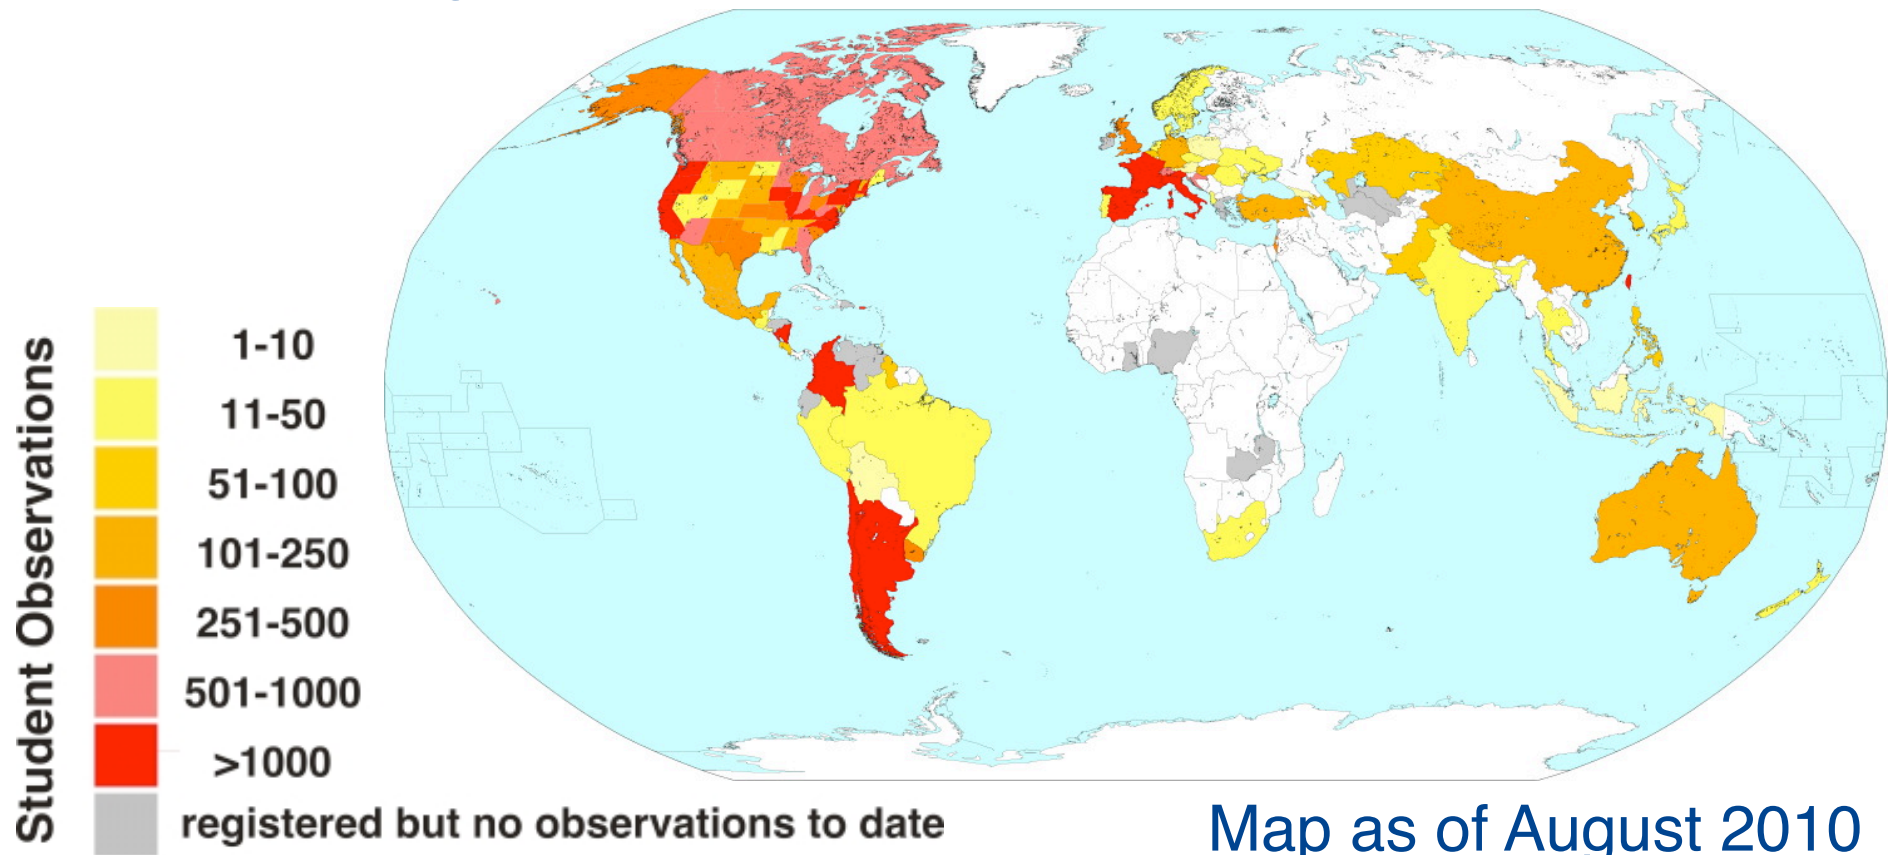 Student Observations
1-10
11-50
51-100
101-250
251-500
501-1000
>1000
registered but no observations to date
Map as of August 2010